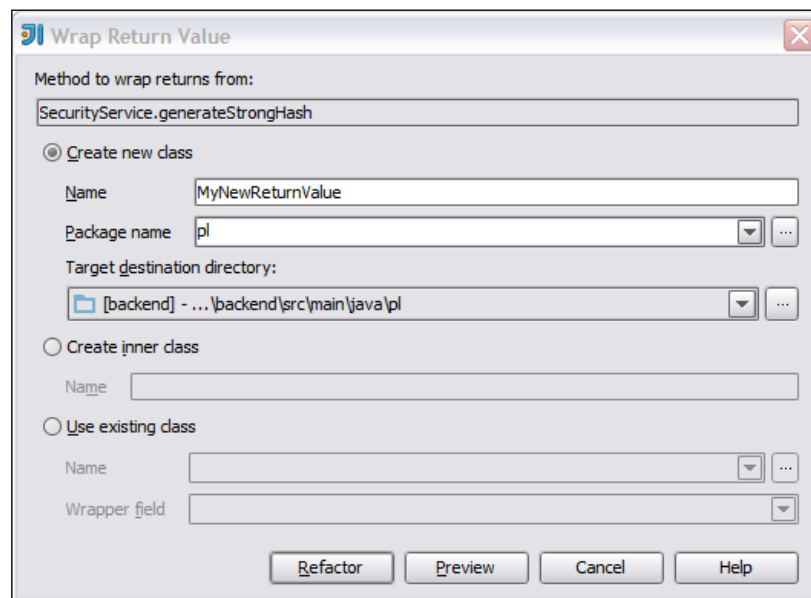 Wrap Return Value
Method to wrap returns from:
SecurityService.generateStrongHash
Create new class
Name MyNewReturnValue
Package name pl ...
Target destination directory:
[backend] - ...\backend\src\main\java\pl ...
Create inner class
Name
Use existing class
Name ...
Wrapper field
Refactor Preview Cancel Help